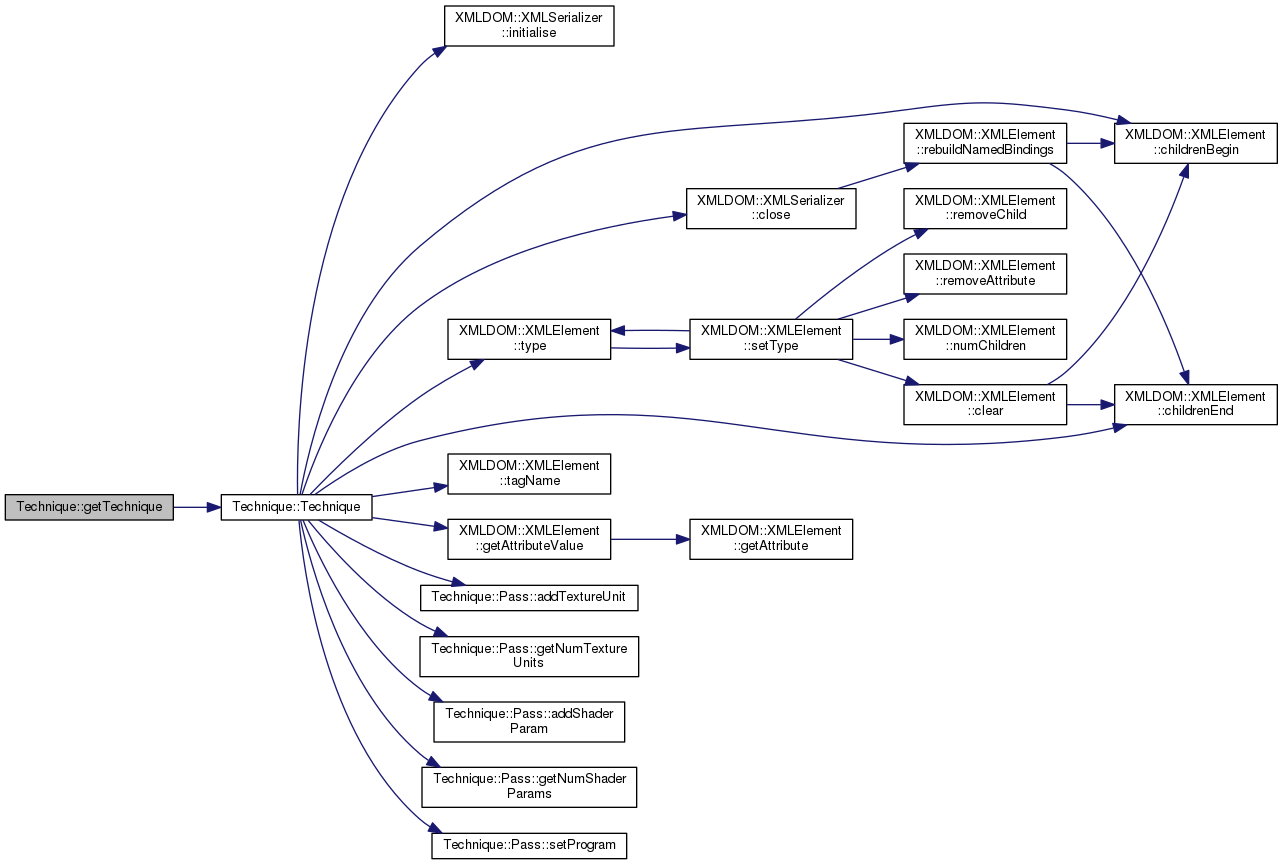 XMLDOM::XMLSerializer
::initialise
XMLDOM::XMLElement
::rebuildNamedBindings
XMLDOM::XMLElement
::childrenBegin
XMLDOM::XMLSerializer
::close
XMLDOM::XMLElement
::removeChild
XMLDOM::XMLElement
::removeAttribute
XMLDOM::XMLElement
::type
XMLDOM::XMLElement
::setType
XMLDOM::XMLElement
::numChildren
XMLDOM::XMLElement
::clear
XMLDOM::XMLElement
::childrenEnd
XMLDOM::XMLElement
::tagName
Technique::getTechnique
Technique::Technique
XMLDOM::XMLElement
::getAttributeValue
XMLDOM::XMLElement
::getAttribute
Technique::Pass::addTextureUnit
Technique::Pass::getNumTexture
Units
Technique::Pass::addShader
Param
Technique::Pass::getNumShader
Params
Technique::Pass::setProgram